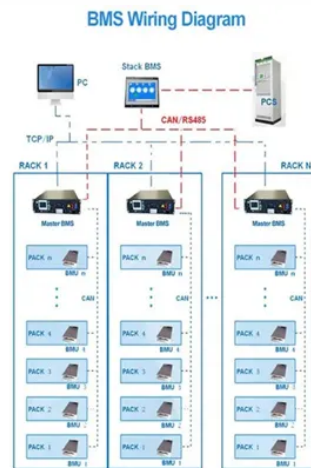 BMS Wiring Diagram
PC
Stack BMS
PCS
CAN/RS485
TCP/IP
RACK 1
RACK 2
RACK N
Master BMS
Master BMS
Master BMS
PACK n
BMU n
PACK n
BMU n
PACK n
BMU n
CAN
CAN
CAN
PACK 4
BMU 4
PACK 4
BMU 4
PACK 4
BMU 4
PACK 3
BMU 3
PACK 3
BMU 3
PACK 3
BMU 3
PACK 2
BMU 2
PACK 2
BMU 2
PACK 2
BMU 2
PACK 1
BMU 1
PACK 1
BMU 1
PACK 1
BMU 1